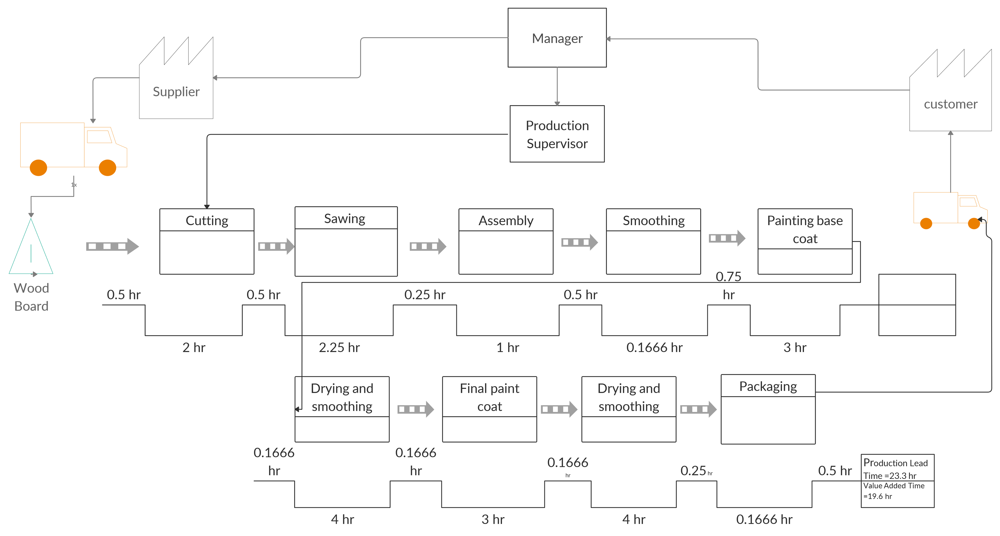 Manager
Supplier
customer
Production
Supervisor
1x
Cutting
Sawing
Assembly
Smoothing
Painting base
coat
Wood
Board
0.5 hr
0.5 hr
0.25 hr
0.5 hr
0.75
hr
2 hr
2.25 hr
1 hr
0.1666 hr
3 hr
Drying and
smoothing
Final paint
coat
Drying and
smoothing
Packaging
0.1666
hr
0.1666
hr
0.1666
hr
0.25 hr
0.5 hr
Production Lead
Time =23.3 hr
Value Added Time
=19.6 hr
4 hr
3 hr
4 hr
0.1666 hr